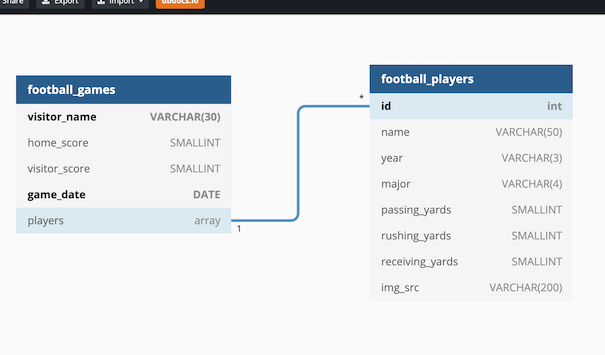 Share Export Import dbdocs.io
football_games
visitor_name VARCHAR(30)
home_score SMALLINT
visitor_score SMALLINT
game_date DATE
players array
1
*
football_players
id int
name VARCHAR(50)
year VARCHAR(3)
major VARCHAR(4)
passing_yards SMALLINT
rushing_yards SMALLINT
receiving_yards SMALLINT
img_src VARCHAR(200)